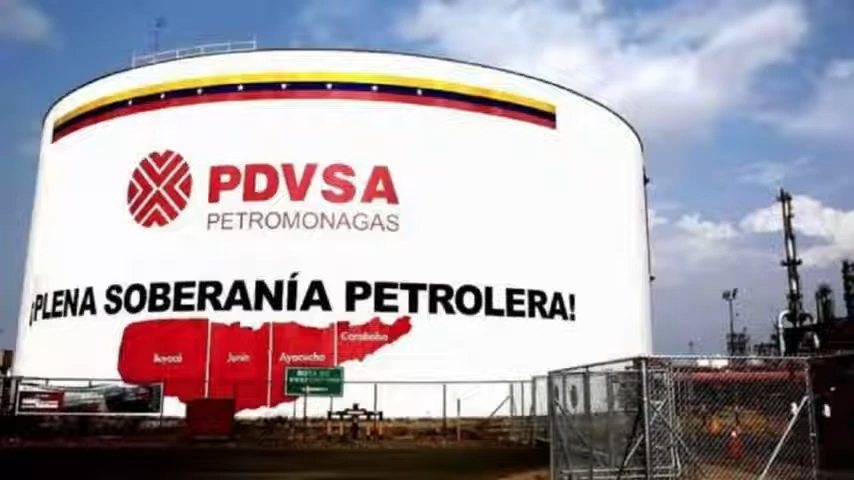 PDVSA
PETROMONAGAS
¡PLENA SOBERANÍA PETROLERA!
Boyacá
Junín
Ayacucho
Carabobo